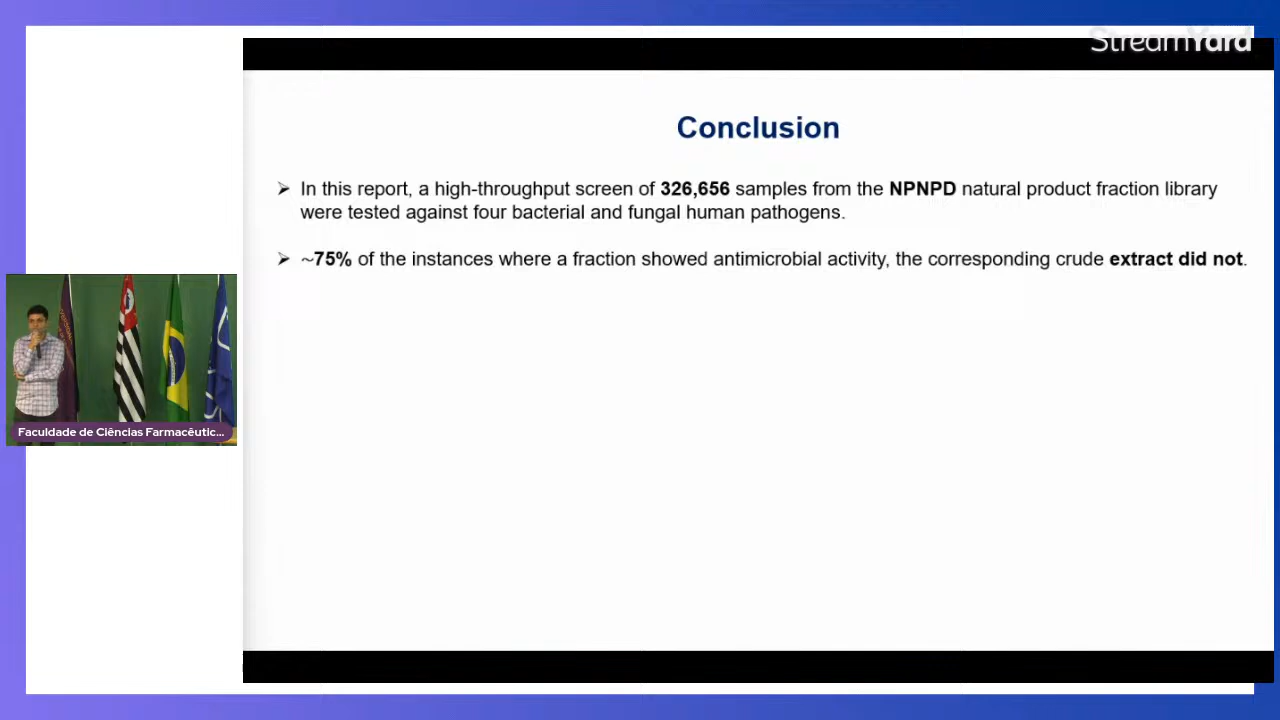 StreamYard
Conclusion
➢ In this report, a high-throughput screen of 326,656 samples from the NPNPD natural product fraction library
were tested against four bacterial and fungal human pathogens.
➢ ~75% of the instances where a fraction showed antimicrobial activity, the corresponding crude extract did not.
Faculdade de Ciências Farmacêutic...